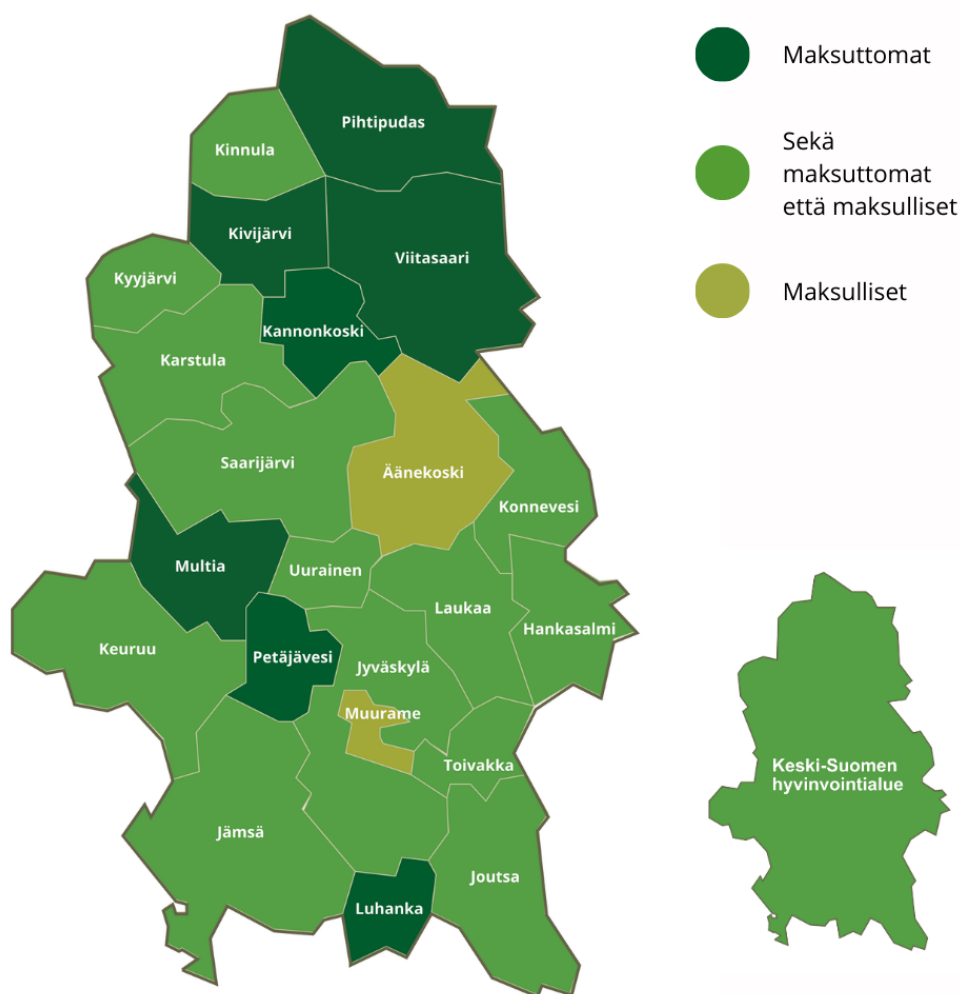 Maksuttomat
Sekä
maksuttomat
että maksulliset
Maksulliset
Pihtipudas
Kinnula
Kivijärvi
Viitasaari
Kyyjärvi
Kannonkoski
Karstula
Saarijärvi
Äänekoski
Konnevesi
Multia
Uurainen
Laukaa
Hankasalmi
Keuruu
Petäjävesi
Jyväskylä
Muurame
Toivakka
Jämsä
Joutsa
Luhanka
Keski-Suomen
hyvinvointialue